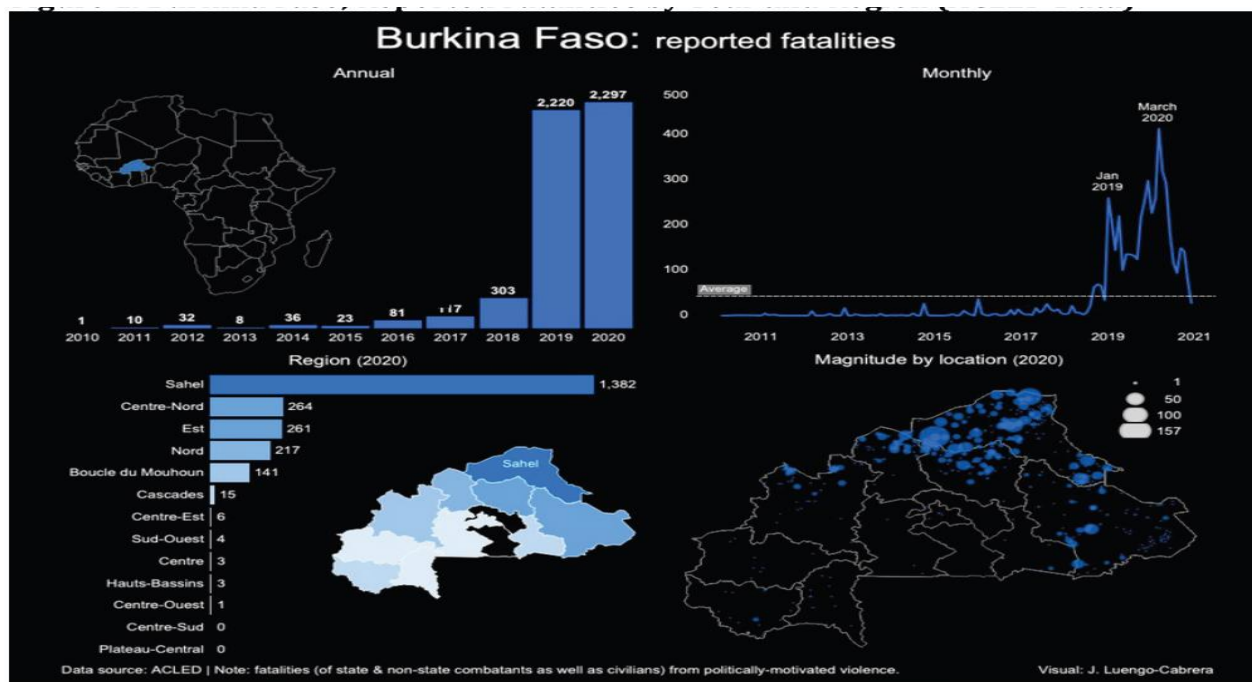 Burkina Faso: reported fatalities
Annual
2,220
2,297
303
81
36
32
23
10
8
1
2010 2011 2012 2013 2014 2015 2016 2017 2018 2019 2020
Monthly
500
400
300
200
100
0
March
2020
Jan
2019
Average
2011 2013 2015 2017 2019 2021
Region (2020)
Sahel 1,382
Centre-Nord 264
Est 261
Nord 217
Boucle du Mouhoun 141
Cascades 15
Centre-Est 6
Sud-Ouest 4
Centre 3
Hauts-Bassins 3
Centre-Ouest 1
Centre-Sud 0
Plateau-Central 0
Sahel
Magnitude by location (2020)
1
50
100
157
Data source: ACLED | Note: fatalities (of state & non-state combatants as well as civilians) from politically-motivated violence.
Visual: J. Luengo-Cabrera